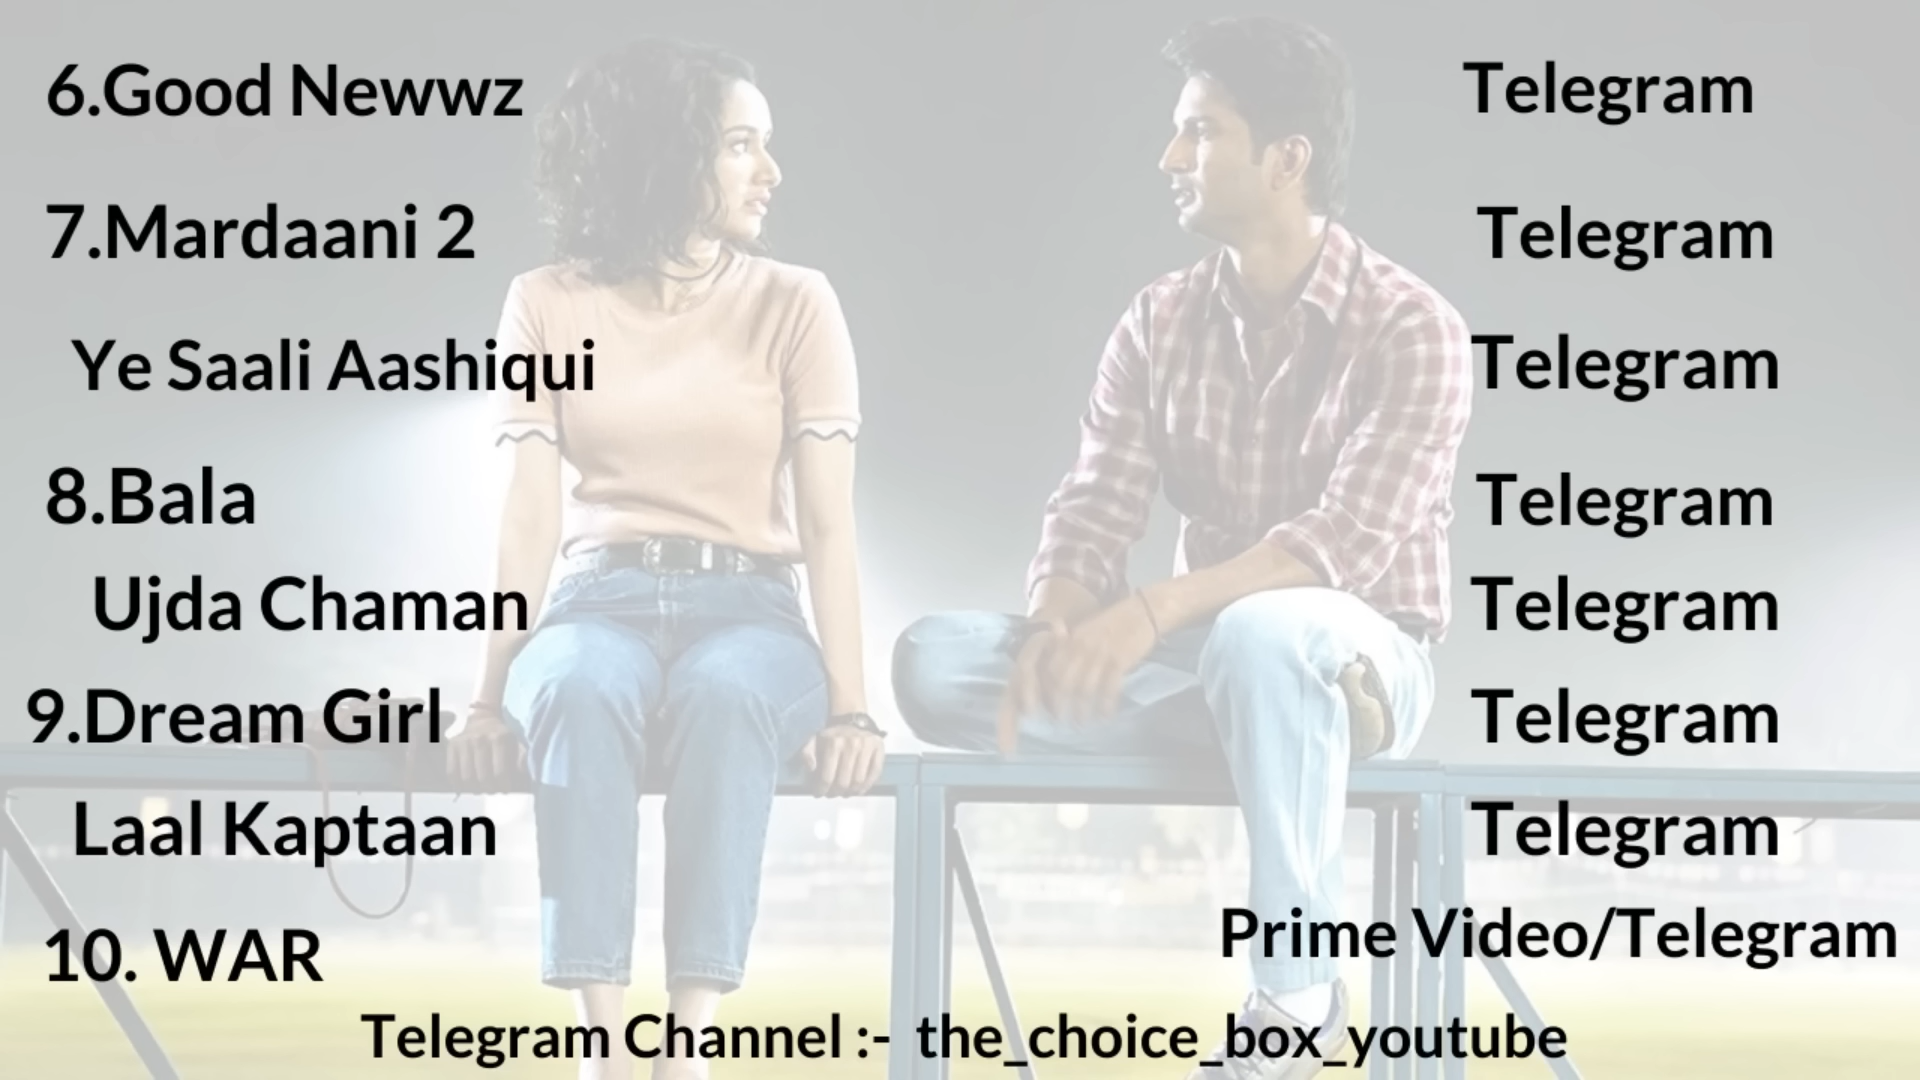 6.Good Newwz Telegram
7.Mardaani 2 Telegram
Ye Saali Aashiqui Telegram
8.Bala Telegram
Ujda Chaman Telegram
9.Dream Girl Telegram
Laal Kaptaan Telegram
10. WAR Prime Video/Telegram
Telegram Channel :- the_choice_box_youtube